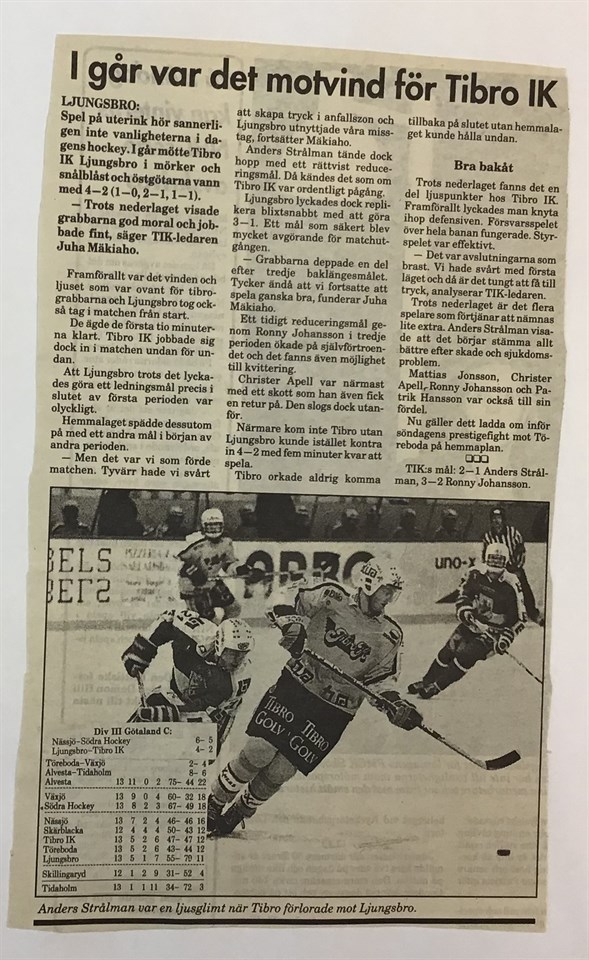 I går var det motvind för Tibro IK
LJUNGSBRO:
Spel på uterink hör sannerli-
gen inte vanligheterna i da-
gens hockey. I går mötte Tibro
IK Ljungsbro i mörker och
snålblåst och östgötarna vann
med 4–2 (1–0, 2–1, 1–1).
— Trots nederlaget visade
grabbarna god moral och job-
bade fint, säger TIK-ledaren
Juha Mäkiaho.
Framförallt var det vinden och
ljuset som var ovant för tibro-
grabbarna och Ljungsbro tog ock-
så tag i matchen från start.
De ägde de första tio minuter-
na klart. Tibro IK jobbade sig
dock in i matchen undan för un-
dan.
Att Ljungsbro trots det lycka-
des göra ett ledningsmål precis i
slutet av första perioden var
olyckligt.
Hemmalaget spädde dessutom
på med ett andra mål i början av
andra perioden.
— Men det var vi som förde
matchen. Tyvärr hade vi svårt
att skapa tryck i anfallszon och
Ljungsbro utnyttjade våra miss-
tag, fortsätter Mäkiaho.
Anders Strålman tände dock
hopp med ett rättvist reduce-
ringsmål. Då kändes det som om
Tibro IK var ordentligt pågång.
Ljungsbro lyckades dock repli-
kera blixtsnabbt med att göra
3–1. Ett mål som säkert blev
mycket avgörande för matchut-
gången.
— Grabbarna deppade en del
efter tredje baklängesmålet.
Tycker ändå att vi fortsatte att
spela ganska bra, funderar Juha
Mäkiaho.
Ett tidigt reduceringsmål ge-
nom Ronny Johansson i tredje
perioden ökade på självförtroen-
det och det fanns även möjlighet
till kvittering.
Christer Apell var närmast
med ett skott som han även fick
en retur på. Den slogs dock utan-
för.
Närmare kom inte Tibro utan
Ljungsbro kunde istället kontra
in 4–2 med fem minuter kvar att
spela.
Tibro orkade aldrig komma
tillbaka på slutet utan hemmala-
get kunde hålla undan.
Bra bakåt
Trots nederlaget fanns det en
del ljuspunkter hos Tibro IK.
Framförallt lyckades man knyta
ihop defensiven. Försvarsspelet
över hela banan fungerade. Styr-
spelet var effektivt.
— Det var avslutningarna som
brast. Vi hade svårt med första
läget och då är det tungt att få till
tryck, analyserar TIK-ledaren.
Trots nederlaget är det flera
spelare som förtjänar att nämnas
lite extra. Anders Strålman visa-
de att det börjar stämma allt
bättre efter skade och sjukdoms-
problem.
Mattias Jonsson, Christer
Apell, Ronny Johansson och Pa-
trik Hansson var också till sin
fördel.
Nu gäller det ladda om inför
söndagens prestigefight mot Tö-
reboda på hemmaplan.
TIK:s mål: 2–1 Anders Strål-
man, 3–2 Ronny Johansson.
BELS
uno-x
TIBRO
GOLV
TIBRO
GOLV
Div III Götaland C:
Nässjö–Södra Hockey 6– 5
Ljungsbro–Tibro IK 4– 2
Töreboda–Växjö 2– 4
Alvesta–Tidaholm 8– 6
Alvesta 13 11 0 2 75– 44 22
Växjö 13 9 0 4 60– 32 18
Södra Hockey 13 8 2 3 67– 49 18
Nässjö 13 7 2 4 46– 46 16
Skärblacka 12 4 4 4 50– 43 12
Tibro IK 13 5 2 6 47– 47 12
Töreboda 13 5 2 6 43– 44 12
Ljungsbro 13 5 1 7 55– 79 11
Skillingaryd 12 1 2 9 31– 52 4
Tidaholm 13 1 1 11 34– 72 3
Anders Strålman var en ljusglimt när Tibro förlorade mot Ljungsbro.